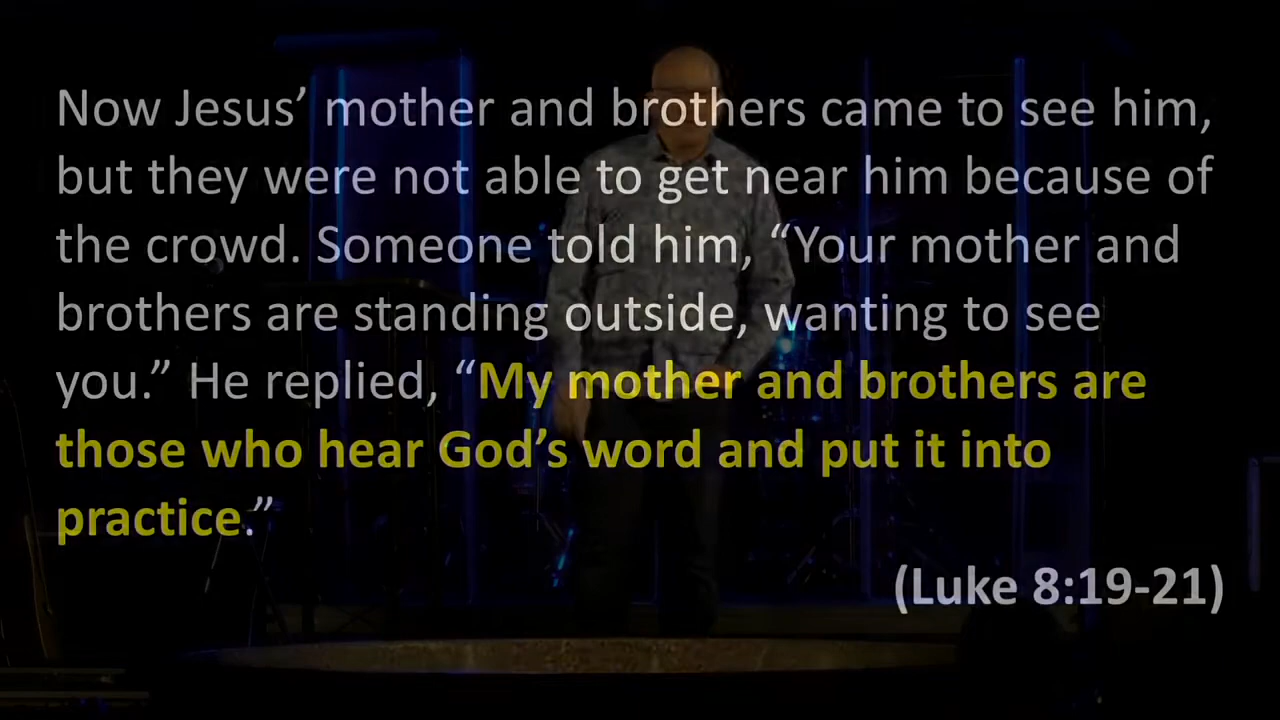 Now Jesus’ mother and brothers came to see him,
but they were not able to get near him because of
the crowd. Someone told him, “Your mother and
brothers are standing outside, wanting to see
you.” He replied, “My mother and brothers are
those who hear God’s word and put it into
practice.”
(Luke 8:19-21)